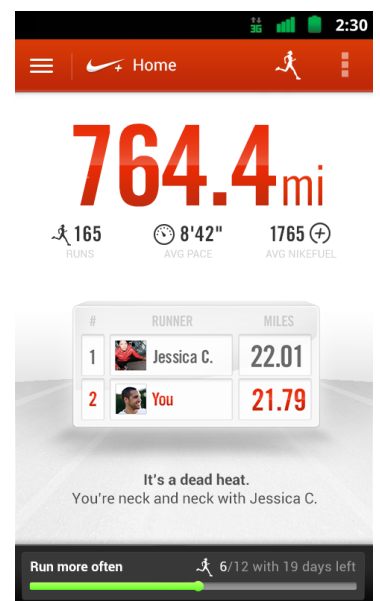 3G 2:30
Home
764.4mi
165 8'42" 1765
RUNS AVG PACE AVG NIKEFUEL
# RUNNER MILES
1 Jessica C. 22.01
2 You 21.79
It's a dead heat.
You're neck and neck with Jessica C.
Run more often 6/12 with 19 days left